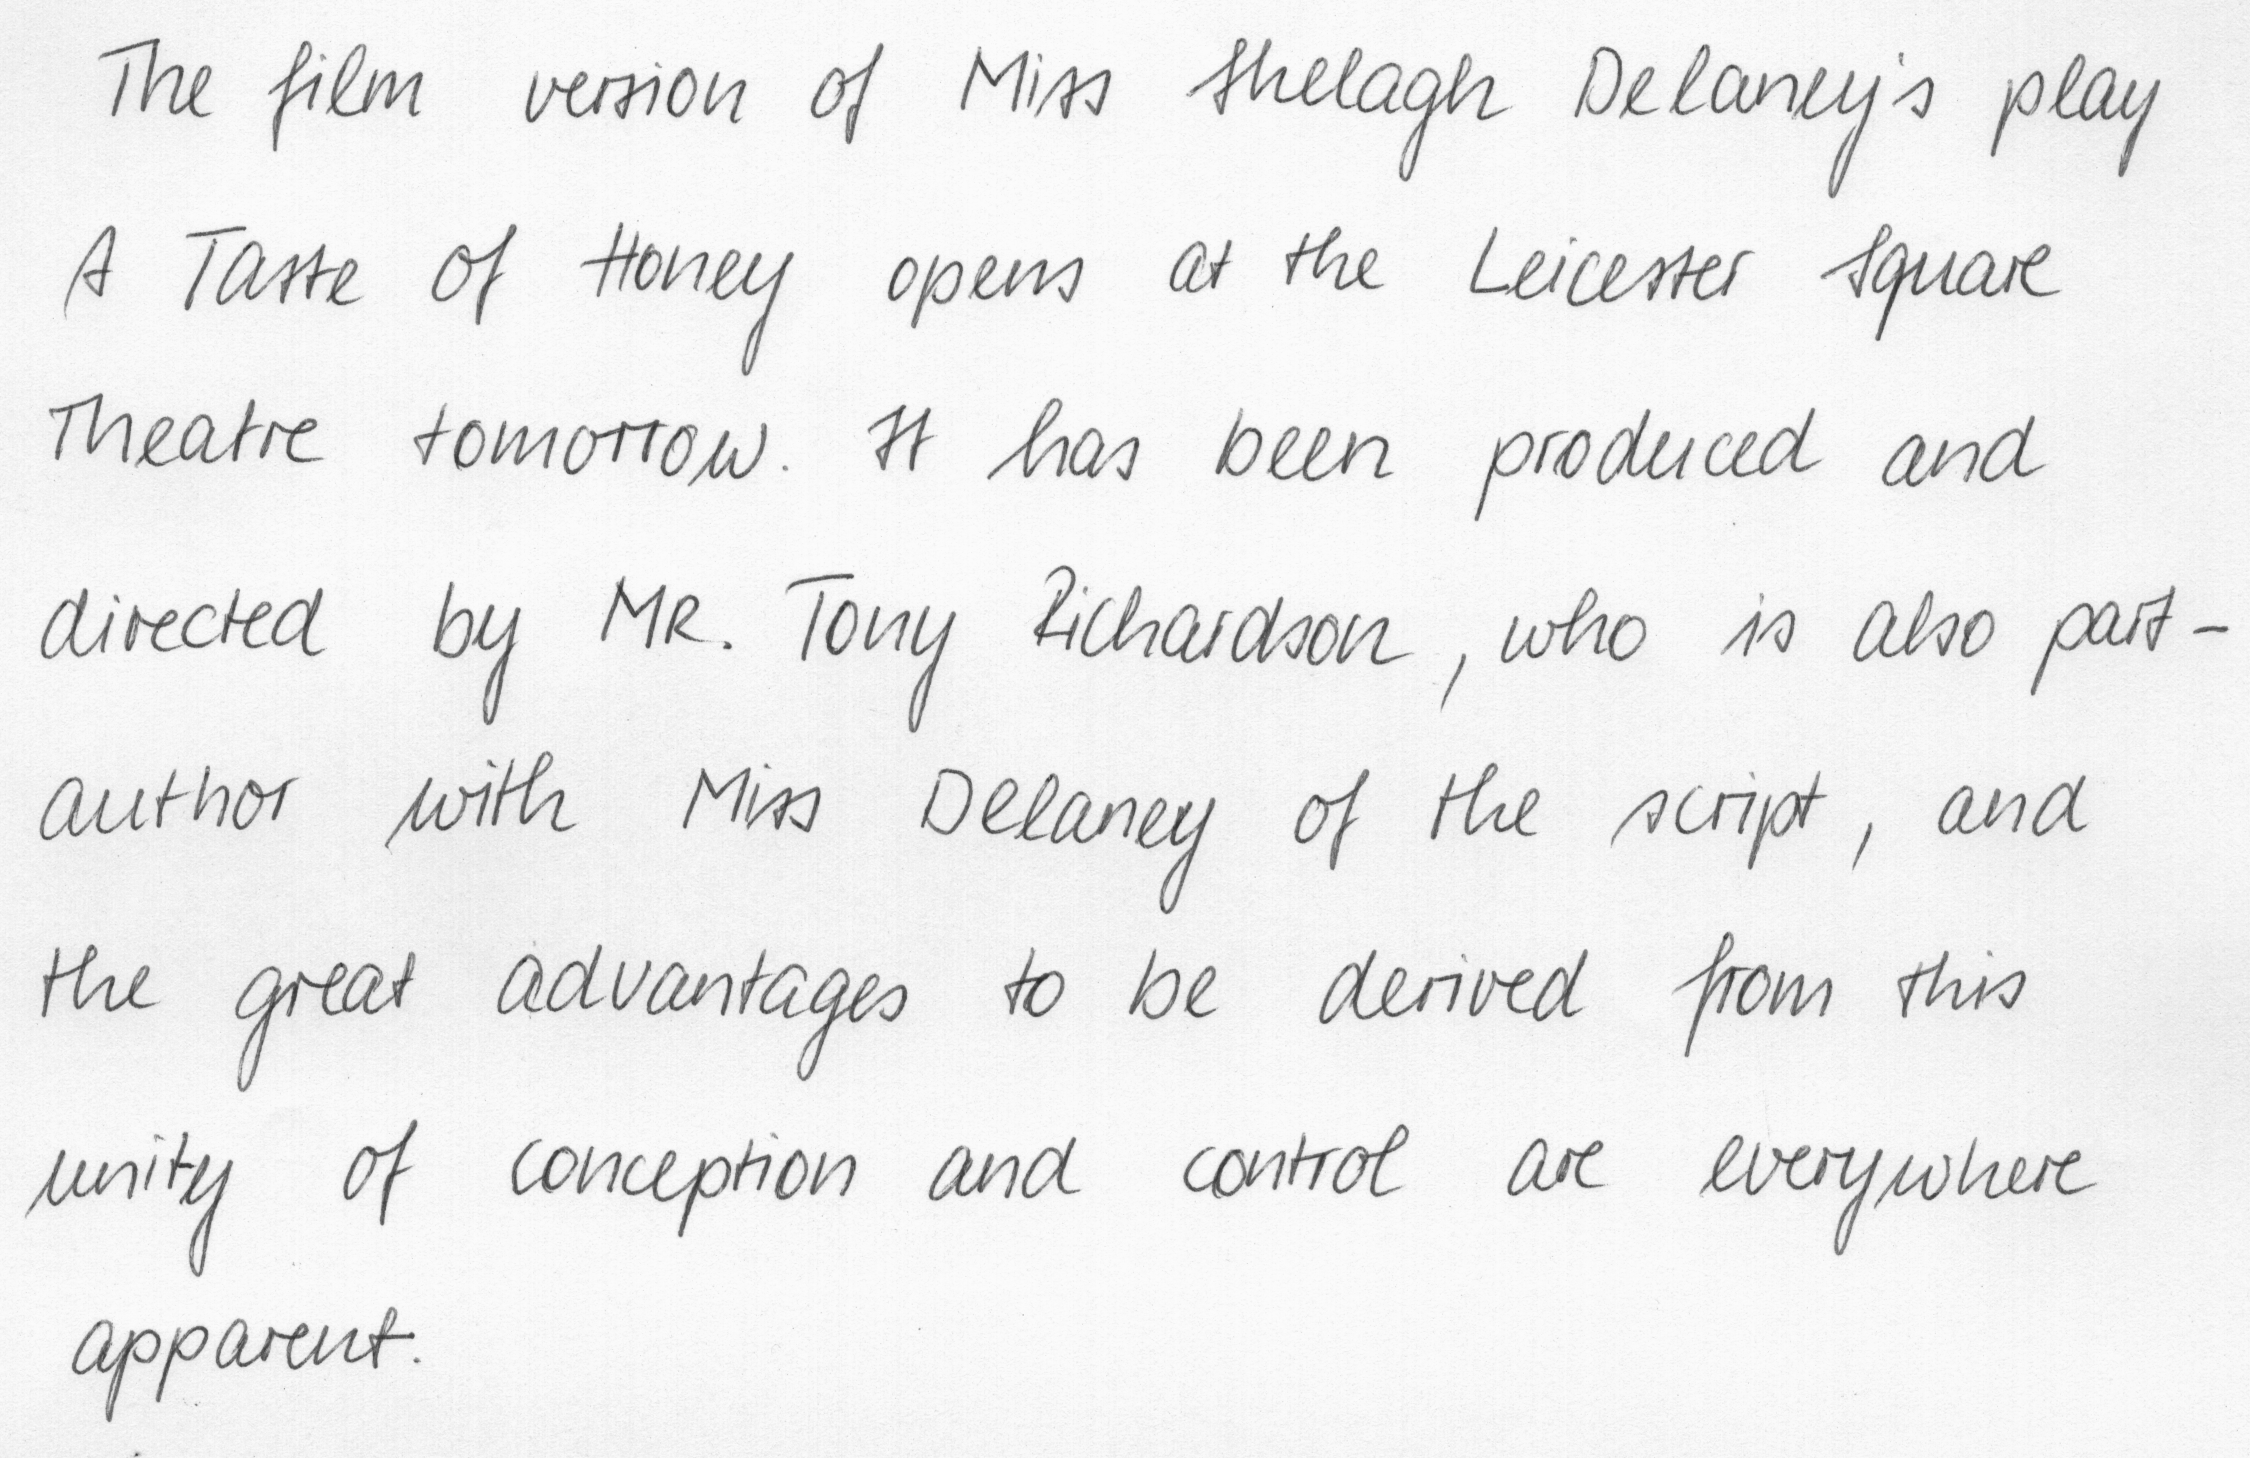 The film version of Miss Shelagh Delaney's play
A Taste of Honey opens at the Leicester Square
Theatre tomorrow. It has been produced and
directed by MR. Tony Richardson, who is also part-
author with Miss Delaney of the script, and
the great advantages to be derived from this
unity of conception and control are everywhere
apparent.